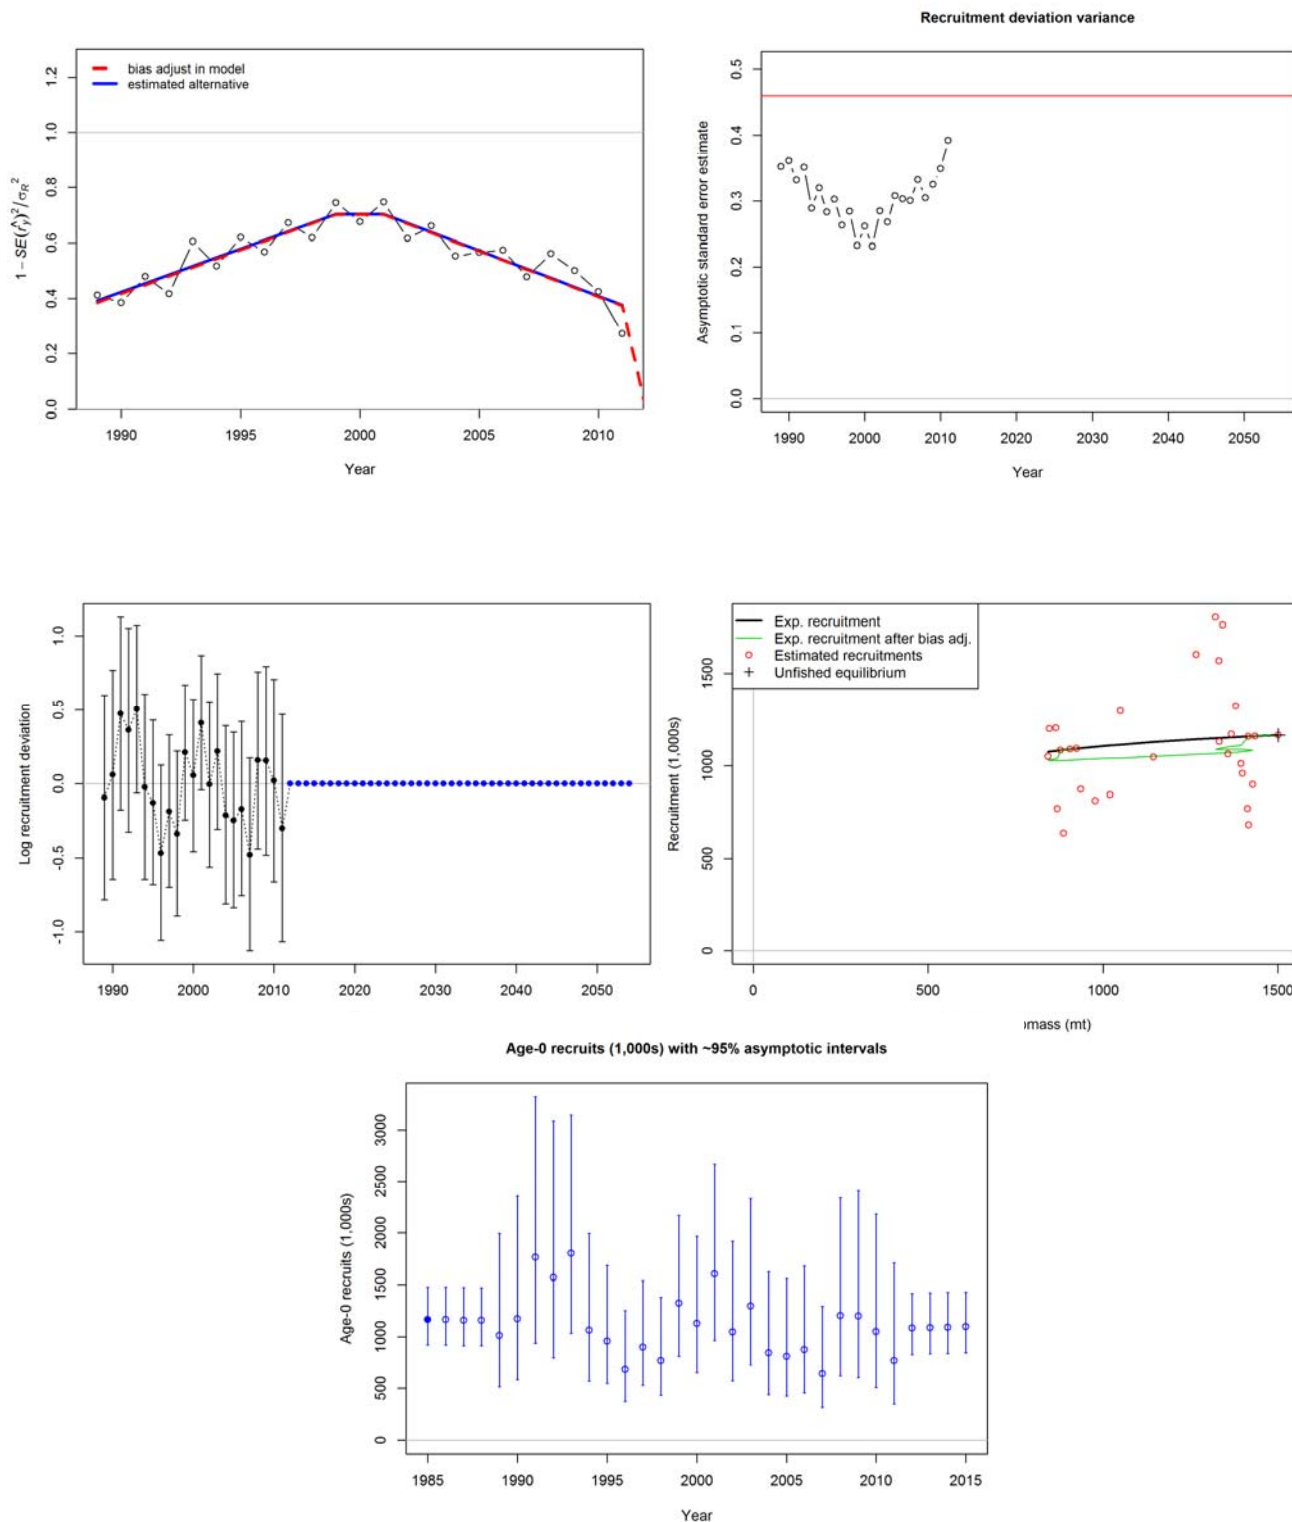 Recruitment deviation variance
bias adjust in model
estimated alternative
1.2
1.0
0.8
0.6
0.4
0.2
0.0
1 − SE(r̂y)² / σR²
1990 1995 2000 2005 2010
Year
0.5
0.4
0.3
0.2
0.1
0.0
Asymptotic standard error estimate
1990 2000 2010 2020 2030 2040 2050
Year
1.0
0.5
0.0
-0.5
-1.0
Log recruitment deviation
1990 2000 2010 2020 2030 2040 2050
Exp. recruitment
Exp. recruitment after bias adj.
Estimated recruitments
Unfished equilibrium
1500
1000
500
0
Recruitment (1,000s)
0 500 1000 1500
omass (mt)
Age-0 recruits (1,000s) with ~95% asymptotic intervals
3000
2500
2000
1500
1000
500
0
Age-0 recruits (1,000s)
1985 1990 1995 2000 2005 2010 2015
Year